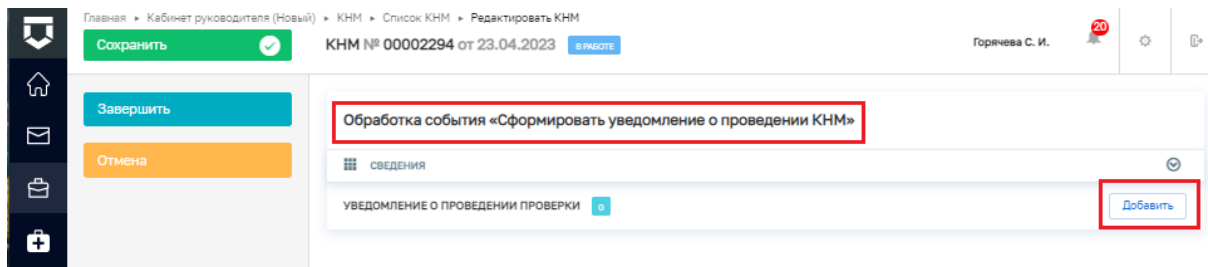 Главная ▸ Кабинет руководителя (Новый) ▸ КНМ ▸ Список КНМ ▸ Редактировать КНМ
Сохранить
КНМ № 00002294 от 23.04.2023 В РАБОТЕ
Горячева С. И.
20
Завершить
Обработка события «Сформировать уведомление о проведении КНМ»
Отмена
СВЕДЕНИЯ
УВЕДОМЛЕНИЕ О ПРОВЕДЕНИИ ПРОВЕРКИ 0
Добавить